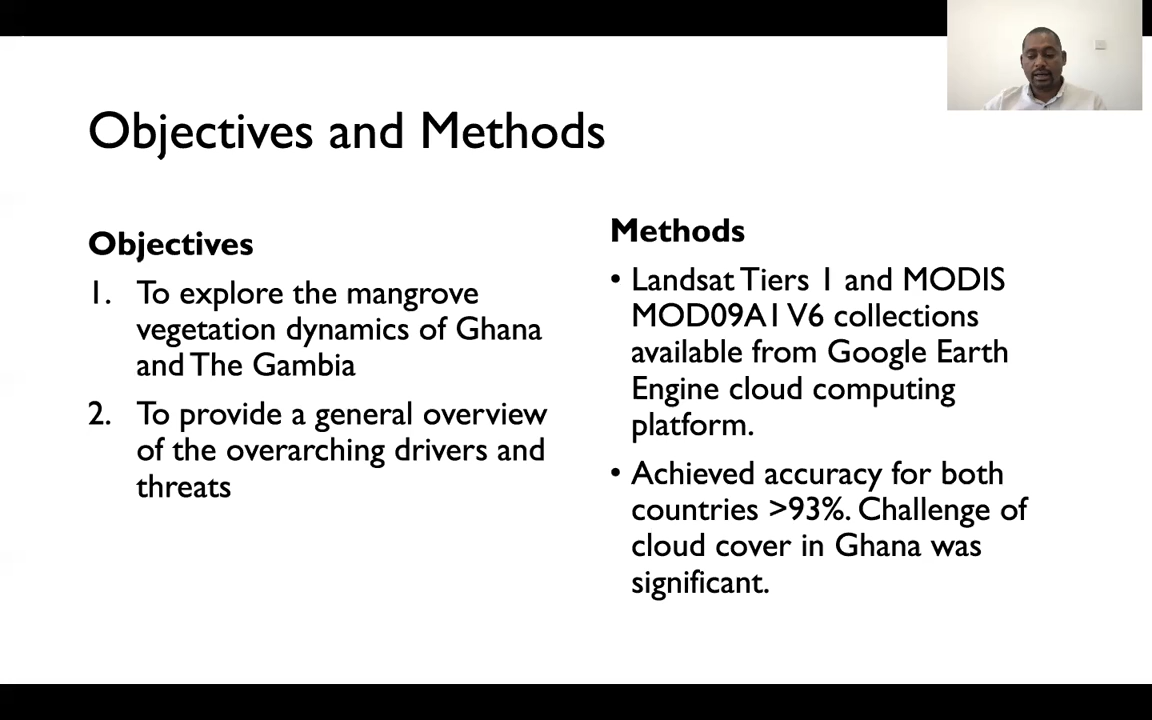 Objectives and Methods
Objectives
1. To explore the mangrove
vegetation dynamics of Ghana
and The Gambia
2. To provide a general overview
of the overarching drivers and
threats
Methods
• Landsat Tiers 1 and MODIS
MOD09A1 V6 collections
available from Google Earth
Engine cloud computing
platform.
• Achieved accuracy for both
countries >93%. Challenge of
cloud cover in Ghana was
significant.